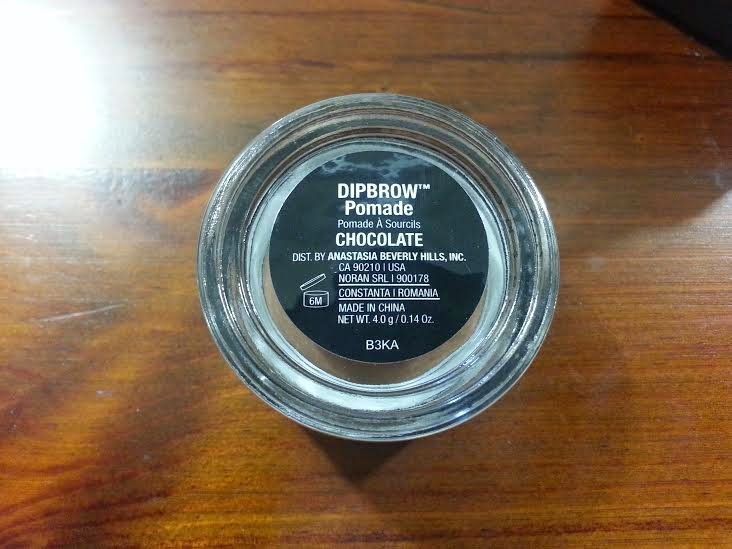 DIPBROW™
Pomade
Pomade À Sourcils
CHOCOLATE
DIST. BY ANASTASIA BEVERLY HILLS, INC.
CA 90210 I USA
NORAN SRL I 900178
6M CONSTANTA I ROMANIA
MADE IN CHINA
NET WT. 4.0 g / 0.14 Oz.
B3KA